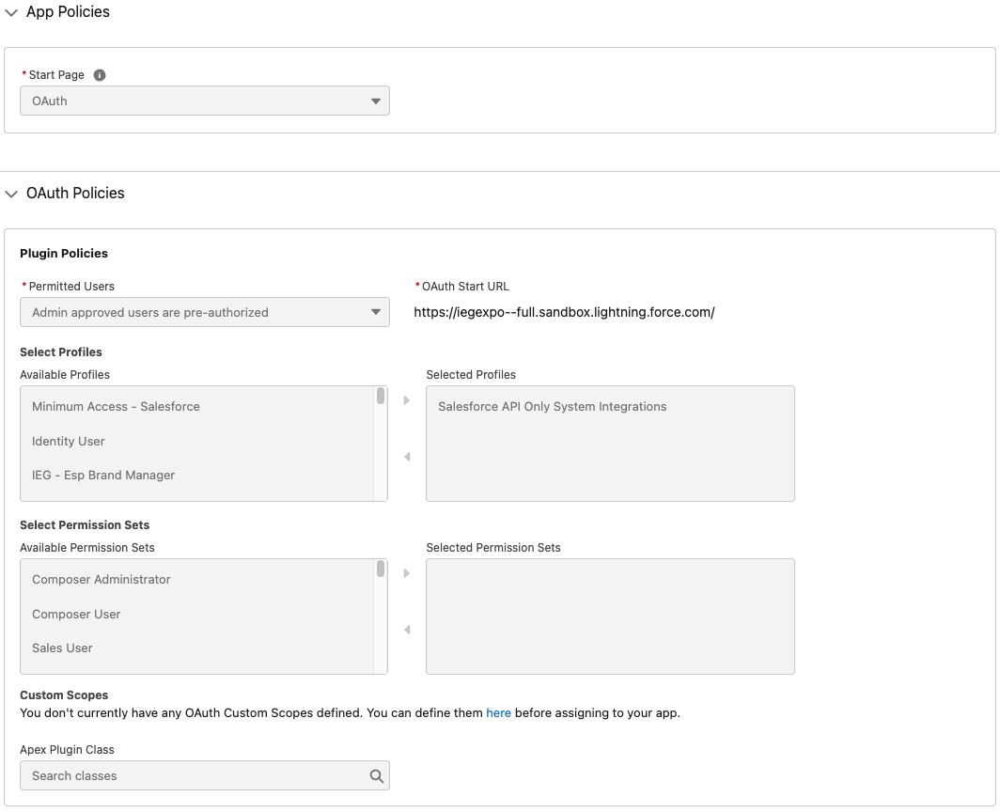 App Policies
* Start Page
OAuth
OAuth Policies
Plugin Policies
* Permitted Users
Admin approved users are pre-authorized
* OAuth Start URL
https://iegexpo--full.sandbox.lightning.force.com/
Select Profiles
Available Profiles
Minimum Access - Salesforce
Identity User
IEG - Esp Brand Manager
Selected Profiles
Salesforce API Only System Integrations
Select Permission Sets
Available Permission Sets
Composer Administrator
Composer User
Sales User
Selected Permission Sets
Custom Scopes
You don't currently have any OAuth Custom Scopes defined. You can define them here before assigning to your app.
Apex Plugin Class
Search classes